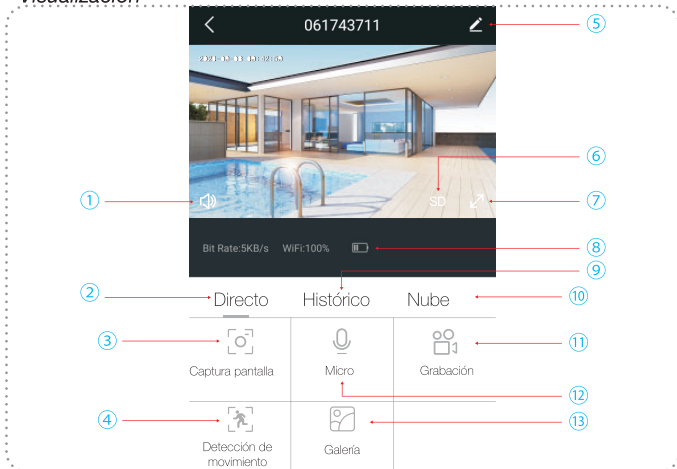 Visualización
061743711
5
6
SD
1
7
Bit Rate:5KB/s WiFi:100%
8
9
2
Directo Histórico Nube
10
3
11
Captura pantalla Micro Grabación
12
4
13
Detección de
movimiento
Galería